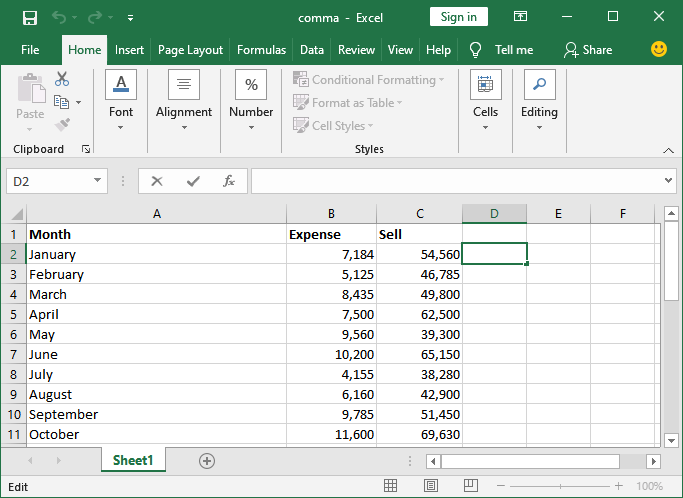 comma - Excel Sign in
File Home Insert Page Layout Formulas Data Review View Help Tell me Share
Paste Font Alignment Number Conditional Formatting Format as Table Cell Styles Cells Editing
Clipboard Styles
D2 fx
A B C D E F
1 Month Expense Sell
2 January 7,184 54,560
3 February 5,125 46,785
4 March 8,435 49,800
5 April 7,500 62,500
6 May 9,560 39,300
7 June 10,200 65,150
8 July 4,155 38,280
9 August 6,160 42,900
10 September 9,785 51,450
11 October 11,600 69,630
Sheet1
Edit 100%